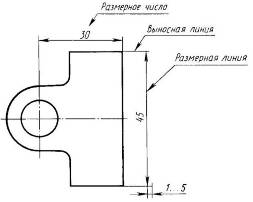 Размерное число
30
Выносная линия
Размерная линия
45
1...5